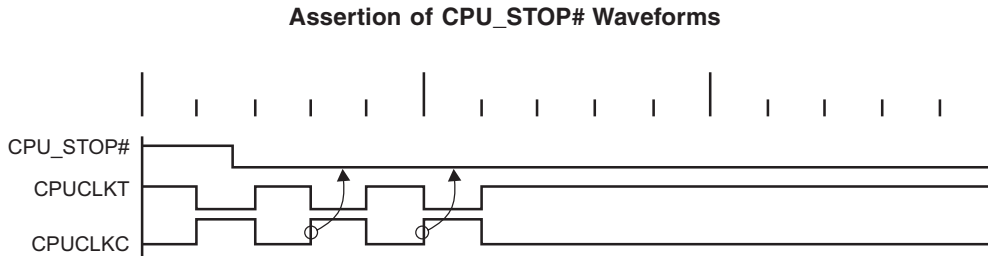 Assertion of CPU_STOP# Waveforms
CPU_STOP#
CPUCLKT
CPUCLKC